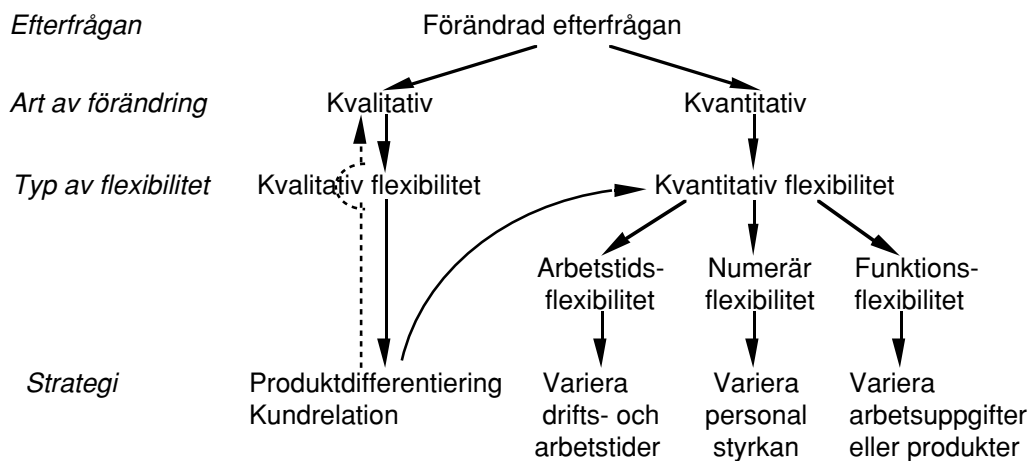 Efterfrågan Förändrad efterfrågan
Art av förändring Kvalitativ Kvantitativ
Typ av flexibilitet Kvalitativ flexibilitet Kvantitativ flexibilitet
Arbetstids- Numerär Funktions-
flexibilitet flexibilitet flexibilitet
Strategi Produktdifferentiering Variera Variera Variera
Kundrelation drifts- och personal arbetsuppgifter
arbetstider styrkan eller produkter